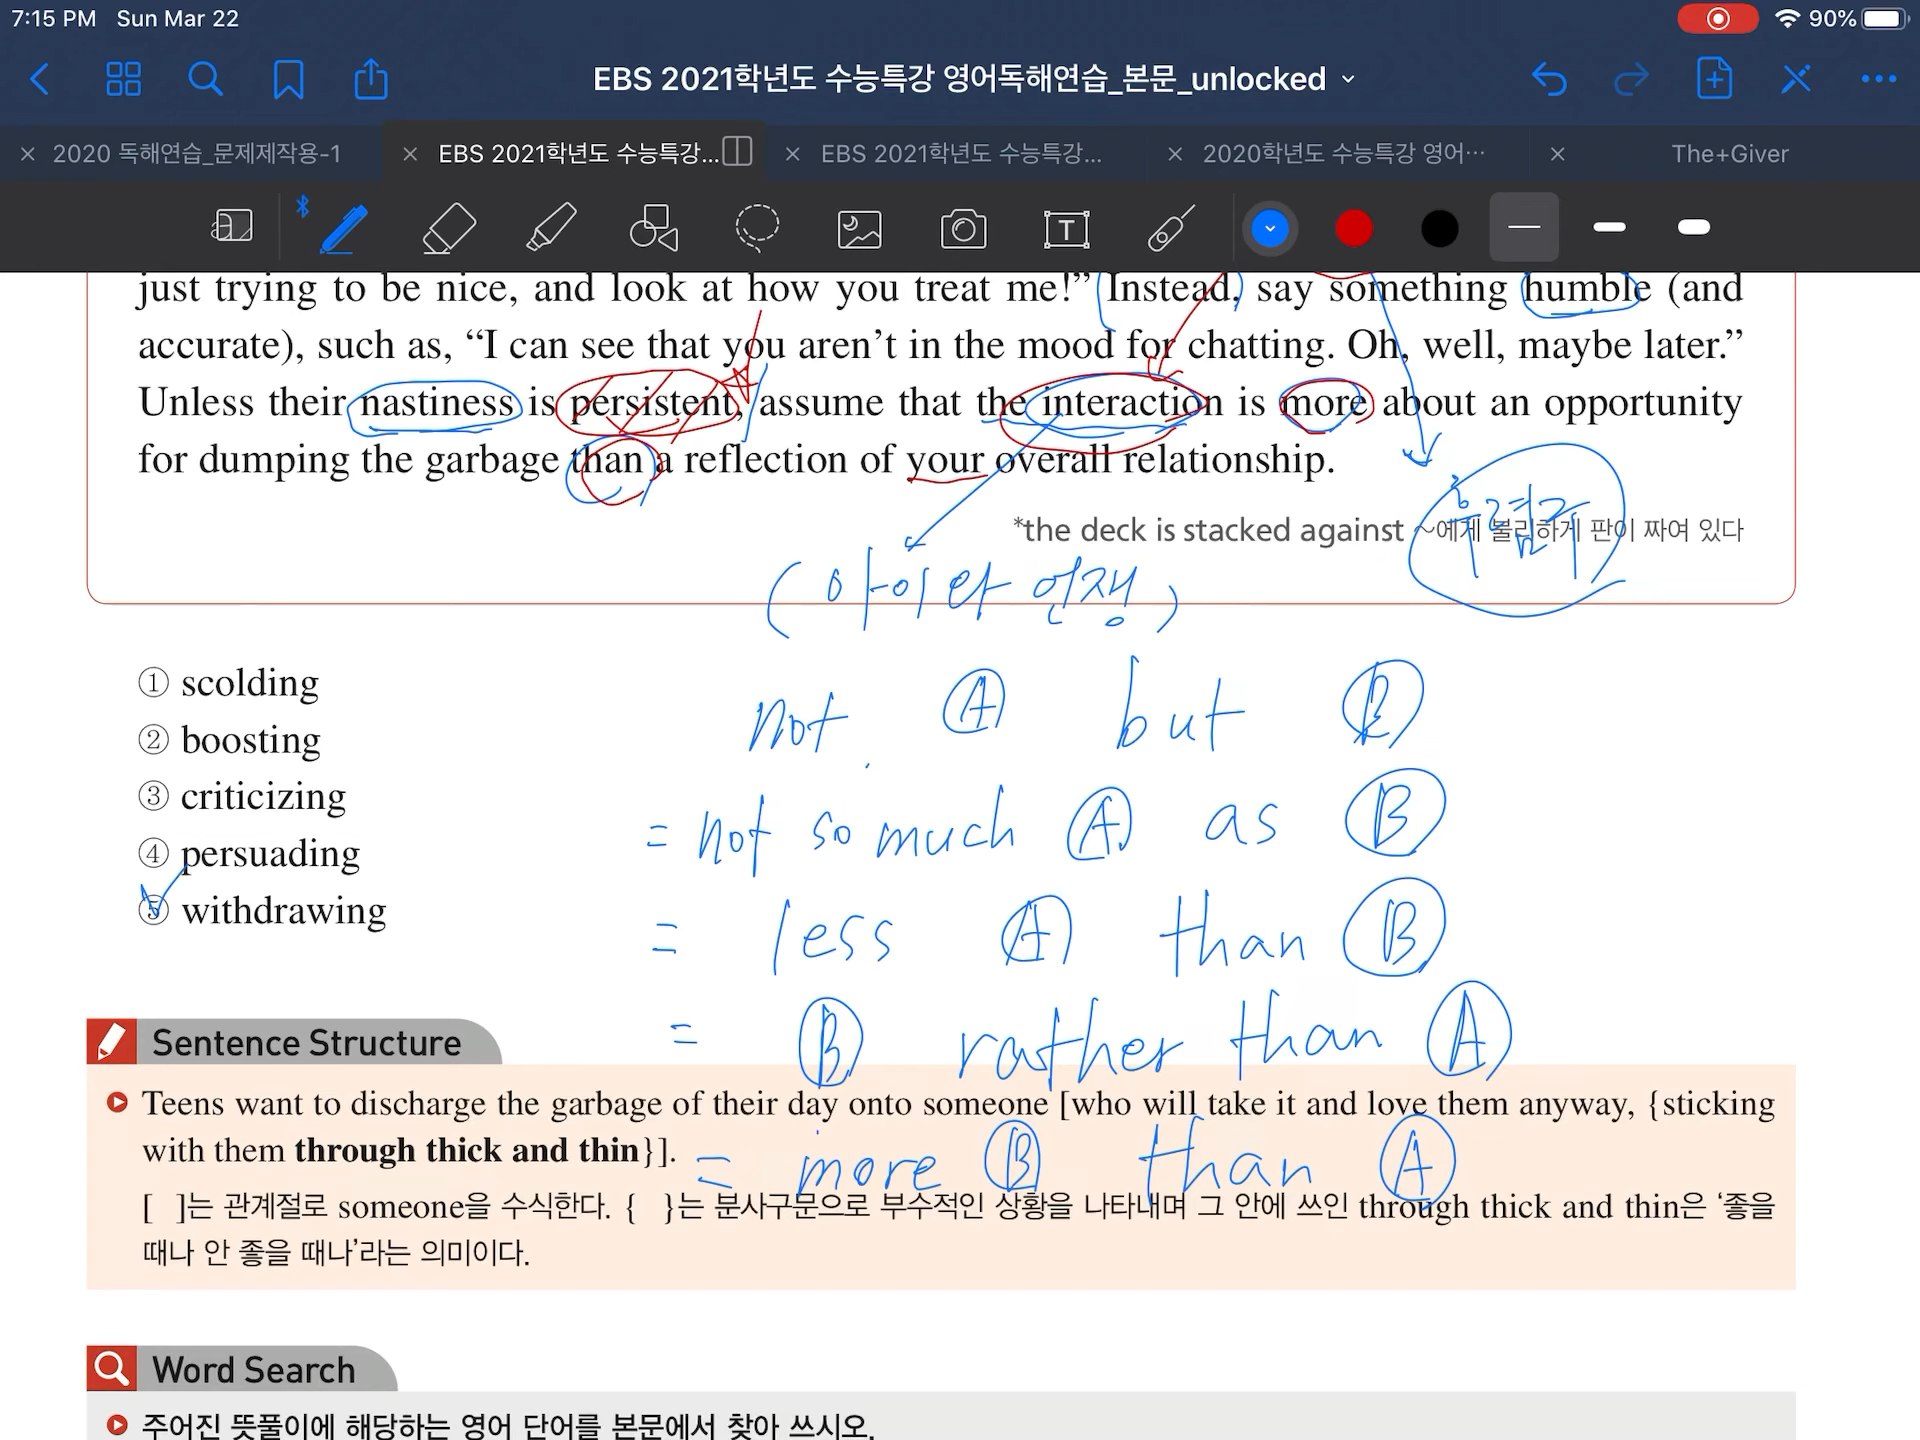 7:15 PM Sun Mar 22
90%
EBS 2021학년도 수능특강 영어독해연습_본문_unlocked
2020 독해연습_문제제작용-1
EBS 2021학년도 수능특강...
EBS 2021학년도 수능특강...
2020학년도 수능특강 영어…
The+Giver
T
just trying to be nice, and look at how you treat me!” Instead, say something humble (and
accurate), such as, “I can see that you aren’t in the mood for chatting. Oh, well, maybe later.”
Unless their nastiness is persistent, assume that the interaction is more about an opportunity
for dumping the garbage than a reflection of your overall relationship.
*the deck is stacked against ~에게 불리하게 판이 짜여 있다
(아이랑 언쟁)
① scolding
② boosting
③ criticizing
④ persuading
⑤ withdrawing
not Ⓐ but Ⓑ
= not so much Ⓐ as Ⓑ
= less Ⓐ than Ⓑ
= Ⓑ rather than Ⓐ
= more Ⓑ than Ⓐ
Sentence Structure
Teens want to discharge the garbage of their day onto someone [who will take it and love them anyway, {sticking
with them through thick and thin}].
[ ]는 관계절로 someone을 수식한다. { }는 분사구문으로 부수적인 상황을 나타내며 그 안에 쓰인 through thick and thin은 ‘좋을
때나 안 좋을 때나’라는 의미이다.
Word Search
주어진 뜻풀이에 해당하는 영어 단어를 본문에서 찾아 쓰시오.